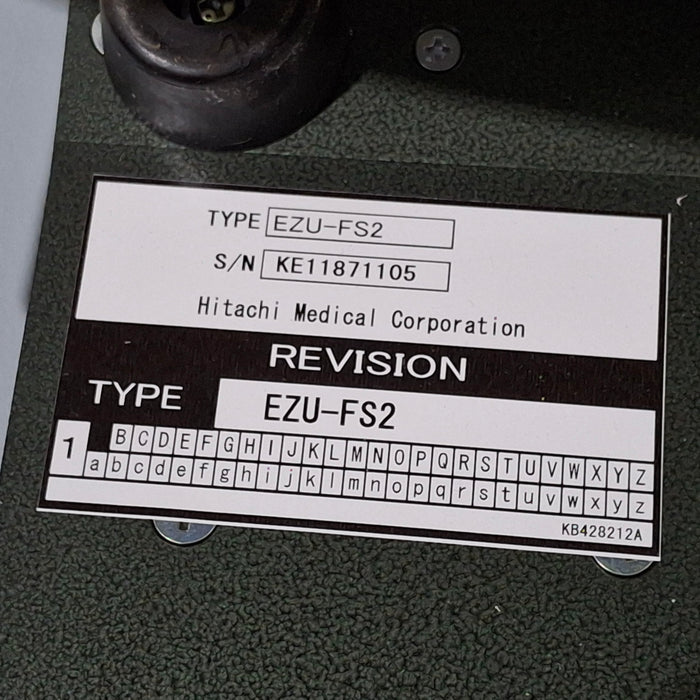 TYPE EZU-FS2
S/N KE11871105
Hitachi Medical Corporation
REVISION
TYPE EZU-FS2
1 B C D E F G H I J K L M N O P Q R S T U V W X Y Z
a b c d e f g h i j k l m n o p q r s t u v w x y z
KB428212A